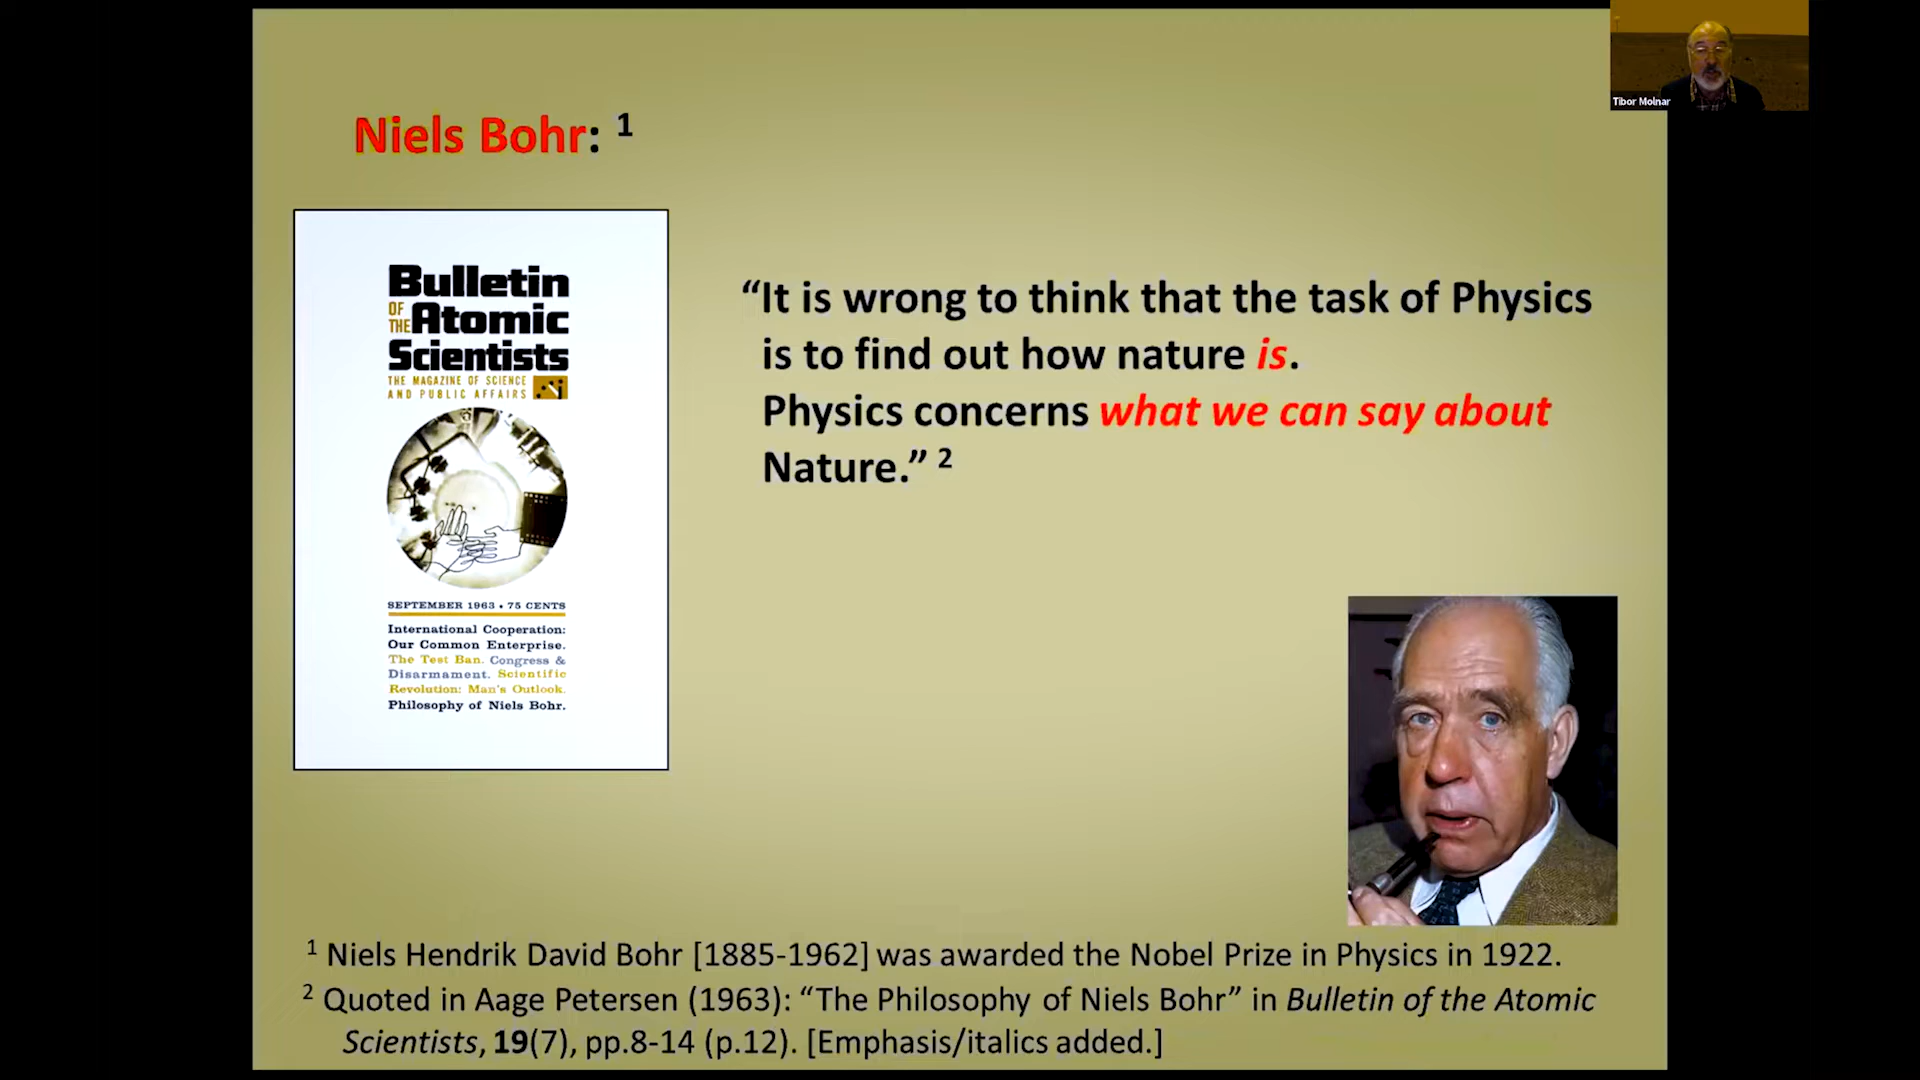 Tibor Molnar
Niels Bohr: 1
Bulletin
OF THE Atomic
Scientists
THE MAGAZINE OF SCIENCE
AND PUBLIC AFFAIRS
SEPTEMBER 1963 • 75 CENTS
International Cooperation:
Our Common Enterprise.
The Test Ban. Congress &
Disarmament. Scientific
Revolution: Man's Outlook.
Philosophy of Niels Bohr.
“It is wrong to think that the task of Physics
is to find out how nature is.
Physics concerns what we can say about
Nature.” 2
1 Niels Hendrik David Bohr [1885-1962] was awarded the Nobel Prize in Physics in 1922.
2 Quoted in Aage Petersen (1963): “The Philosophy of Niels Bohr” in Bulletin of the Atomic
Scientists, 19(7), pp.8-14 (p.12). [Emphasis/italics added.]